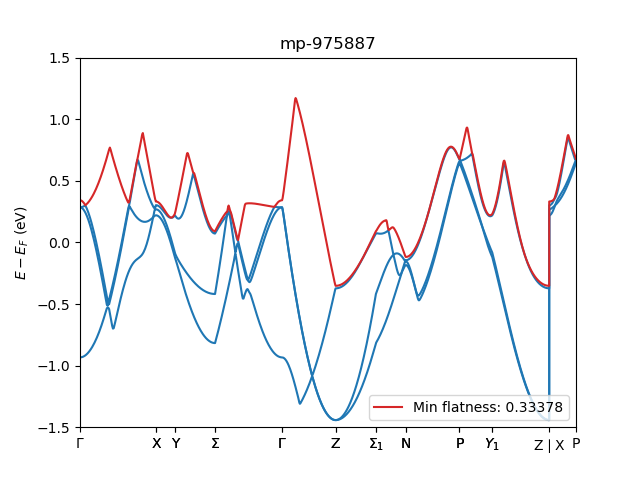 mp-975887
E − E_F (eV)
1.5
1.0
0.5
0.0
−0.5
−1.0
−1.5
Min flatness: 0.33378
Γ X Y Σ Γ Z Σ₁ N P Y₁ Z | X P